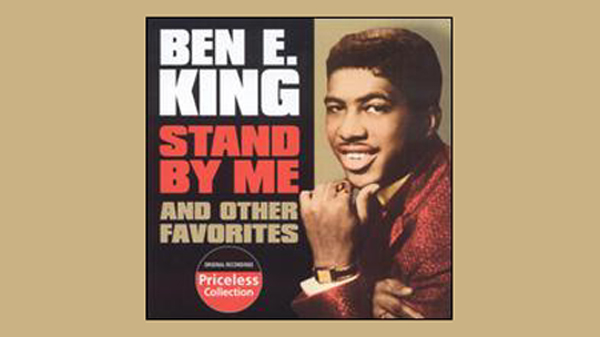 BEN E.
KING
STAND
BY ME
AND OTHER
FAVORITES
ORIGINAL RECORDINGS
Priceless
Collection